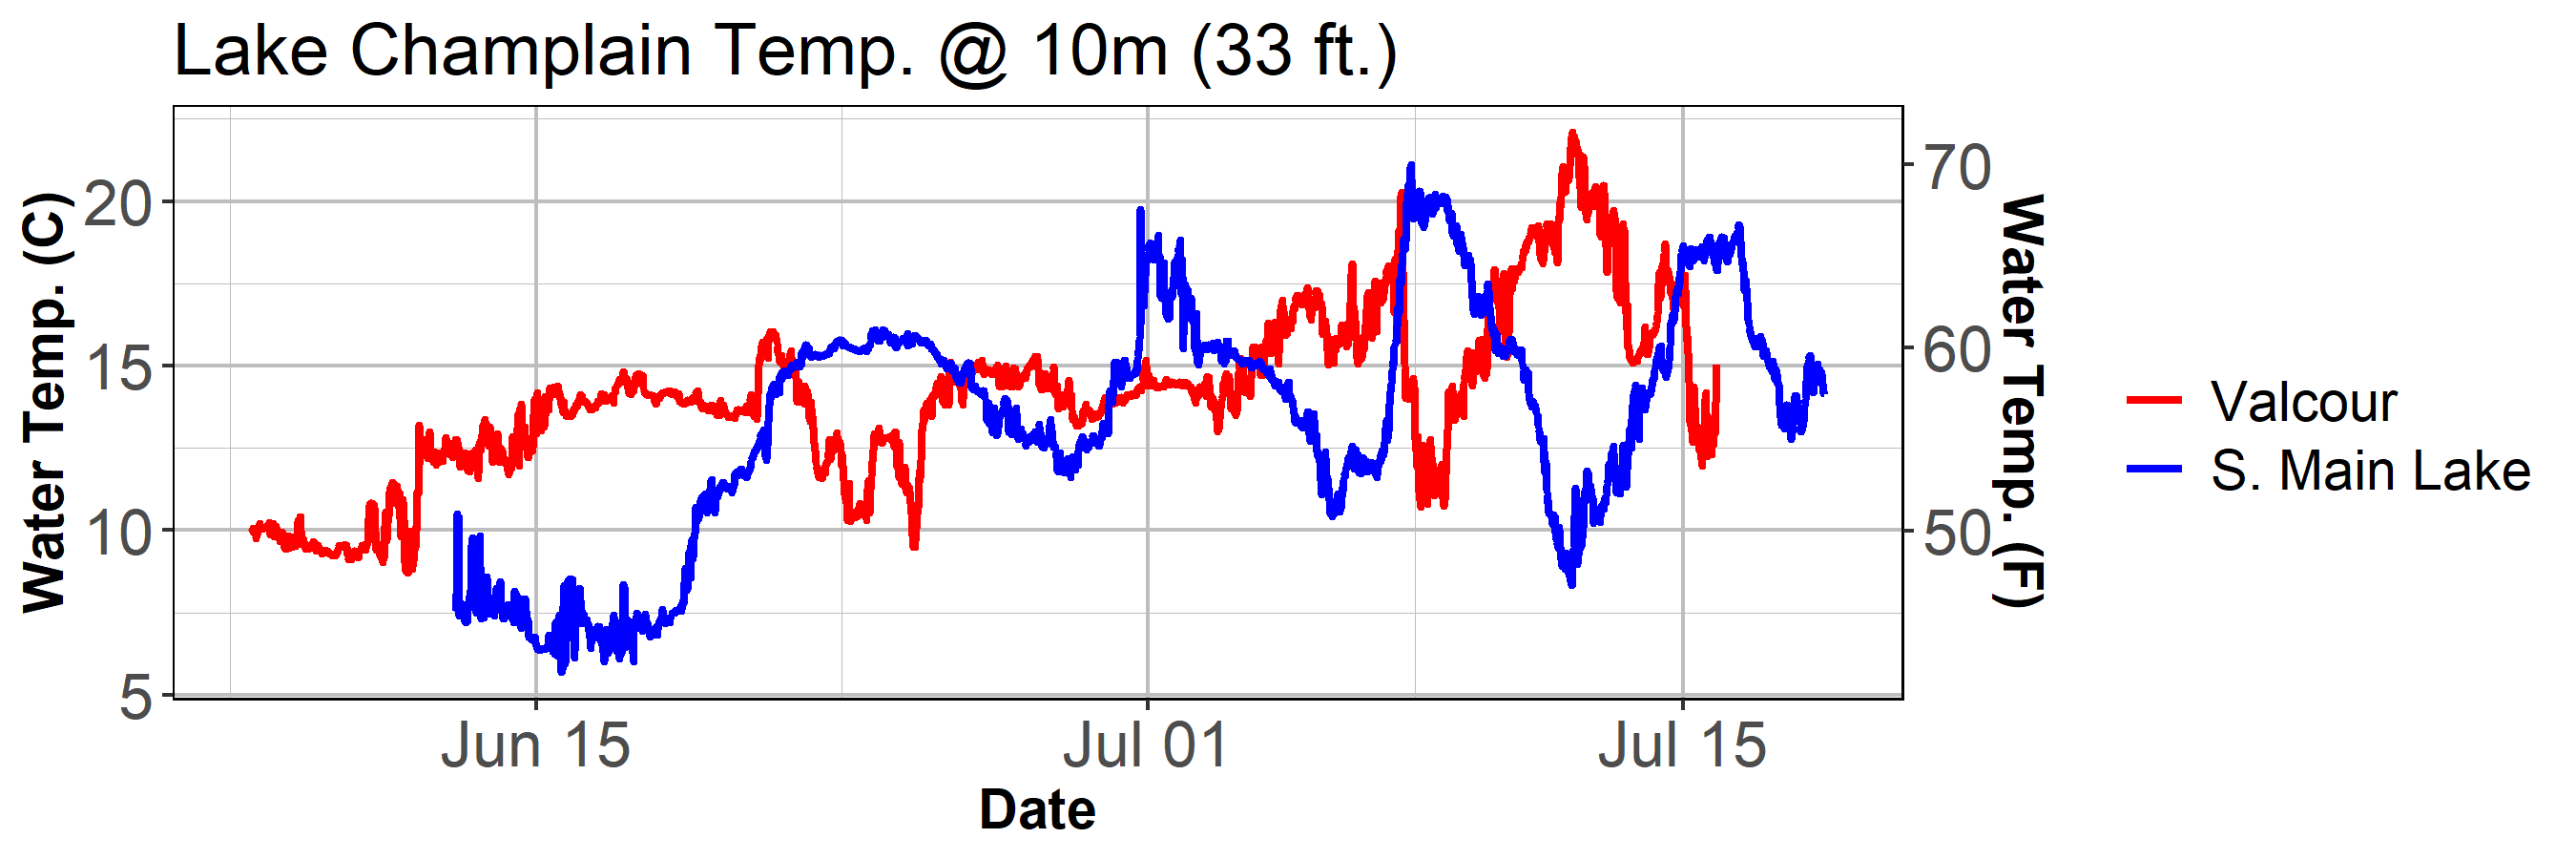 Lake Champlain Temp. @ 10m (33 ft.)
Water Temp. (C)
20
15
10
5
70
60
50
Water Temp. (F)
Jun 15
Jul 01
Jul 15
Date
Valcour
S. Main Lake